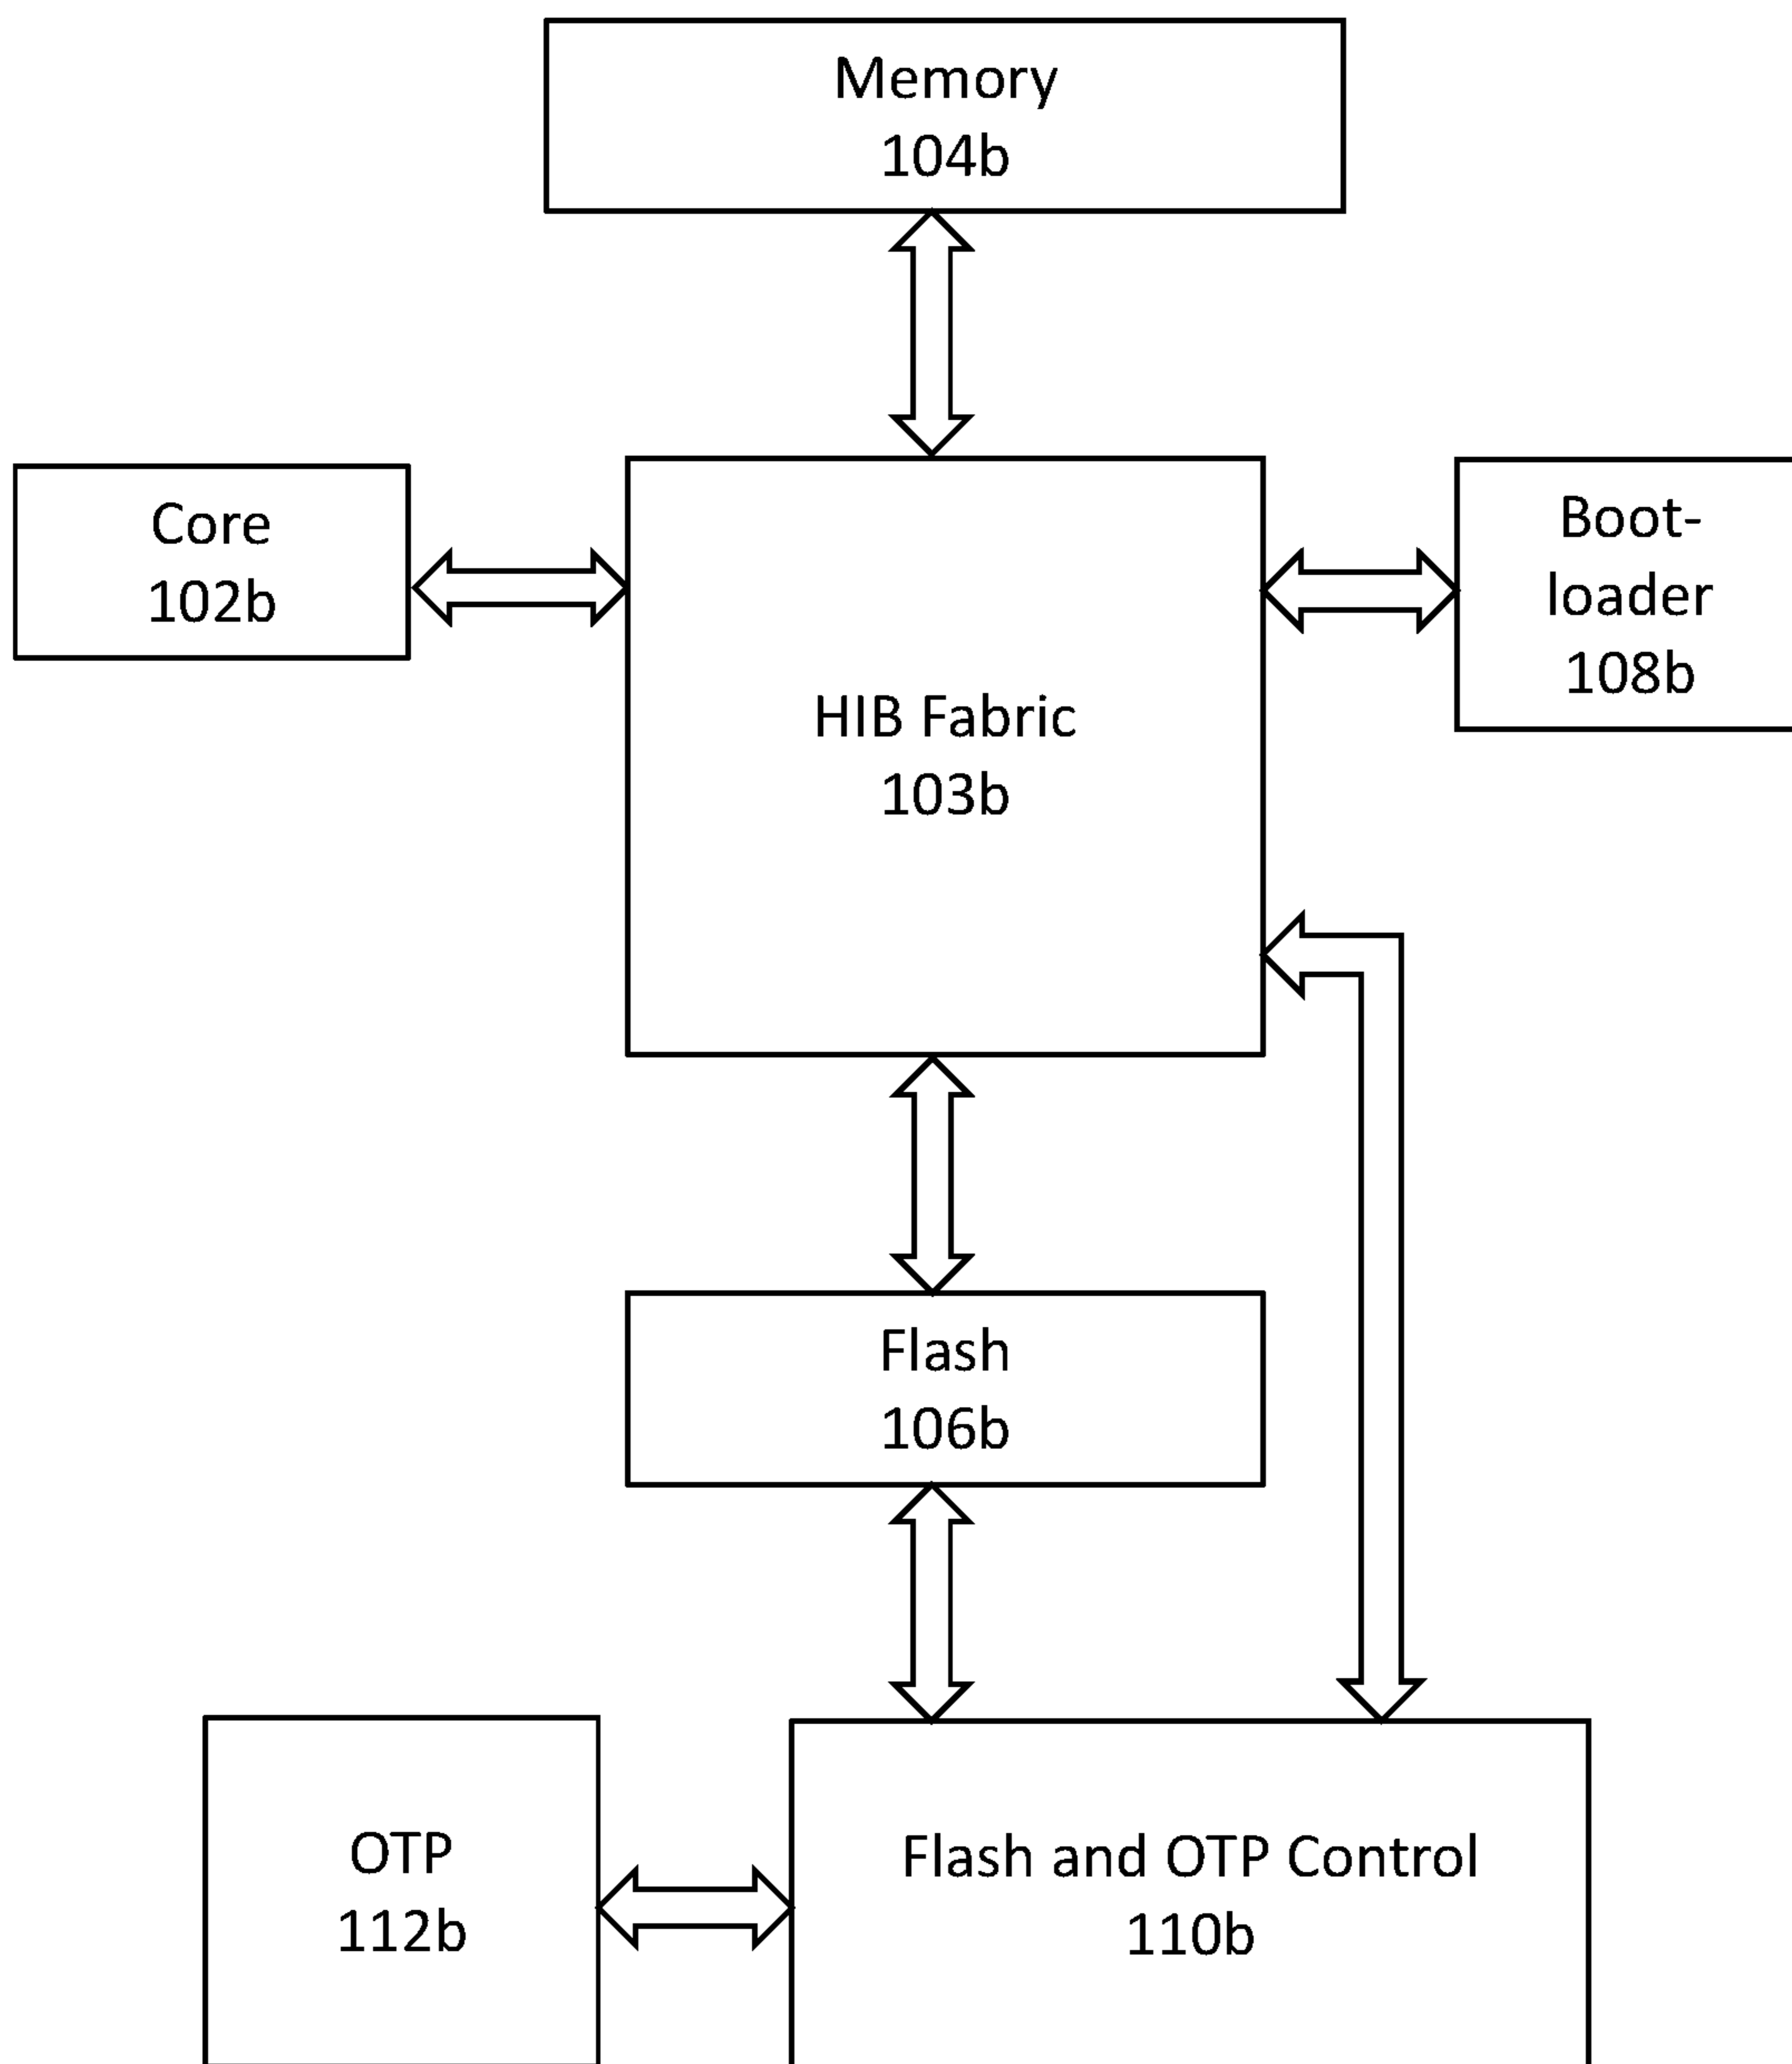 Memory
104b
Core
102b
HIB Fabric
103b
Boot-
loader
108b
Flash
106b
OTP
112b
Flash and OTP Control
110b